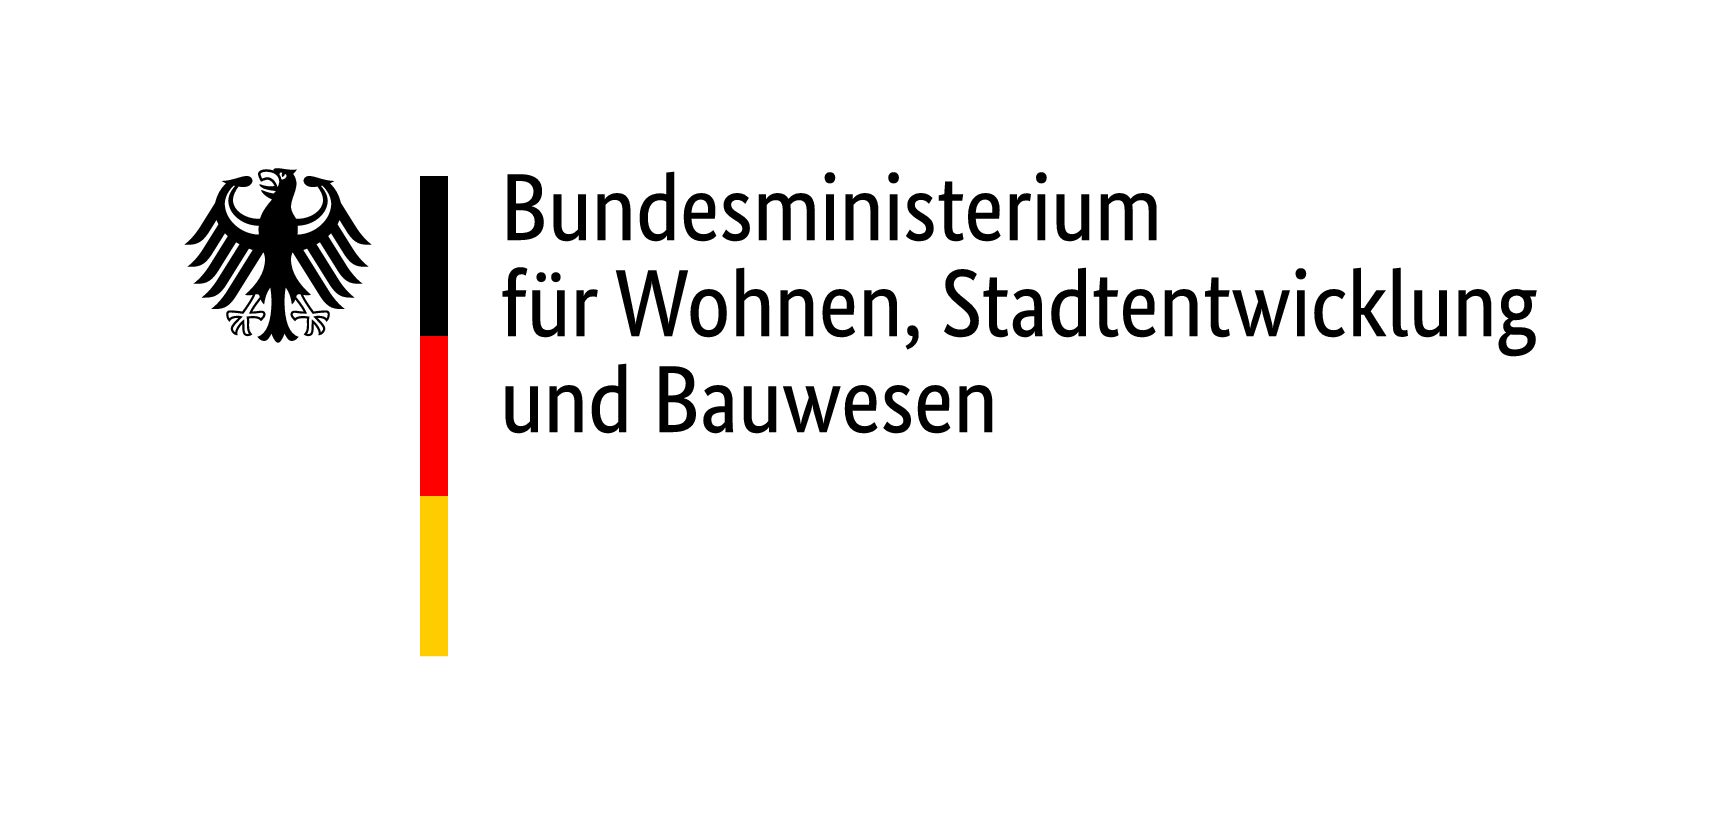 Bundesministerium
für Wohnen, Stadtentwicklung
und Bauwesen